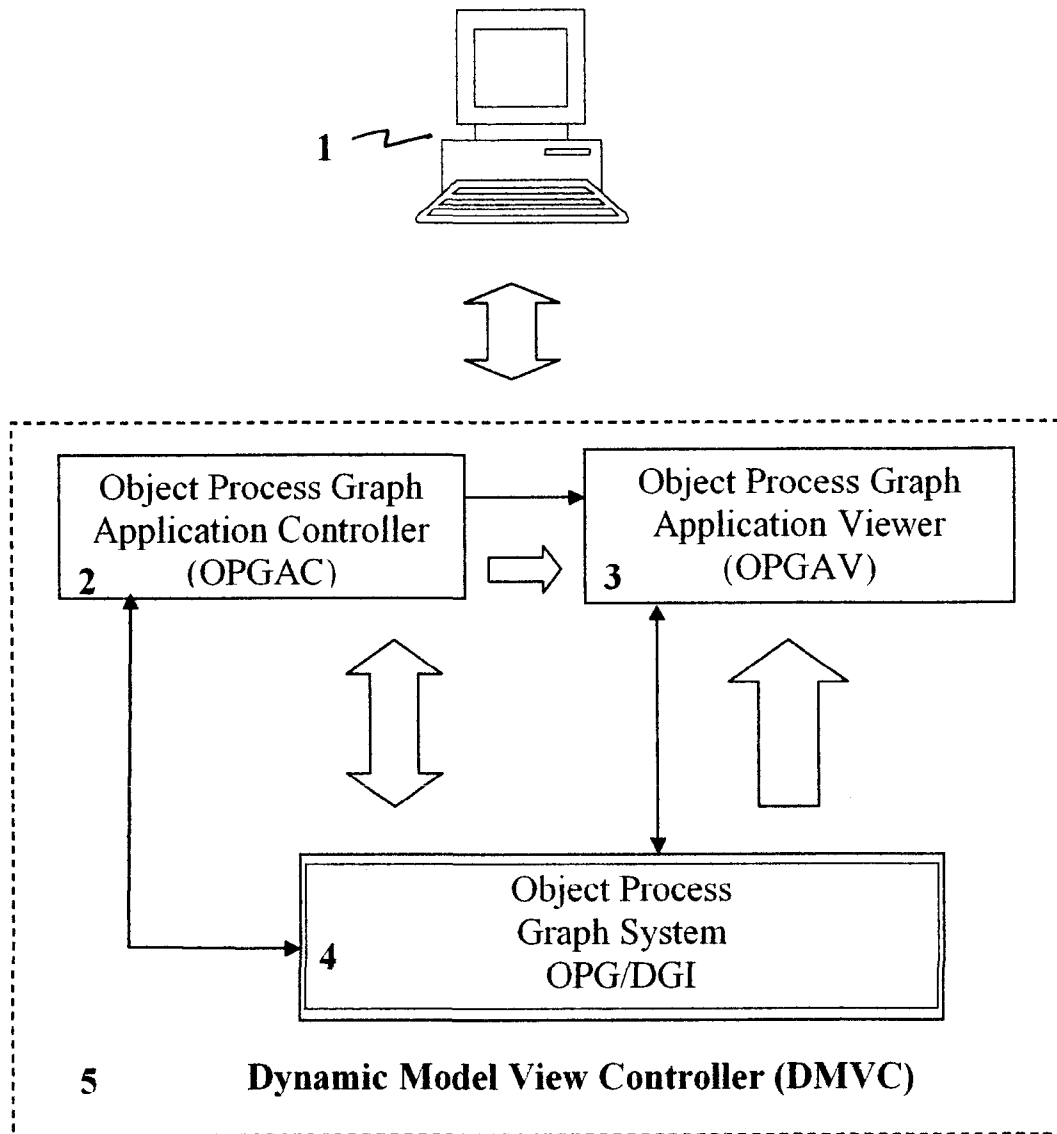 1
Object Process Graph
Application Controller
(OPGAC)
2
Object Process Graph
Application Viewer
(OPGAV)
3
Object Process
Graph System
OPG/DGI
4
5
Dynamic Model View Controller (DMVC)